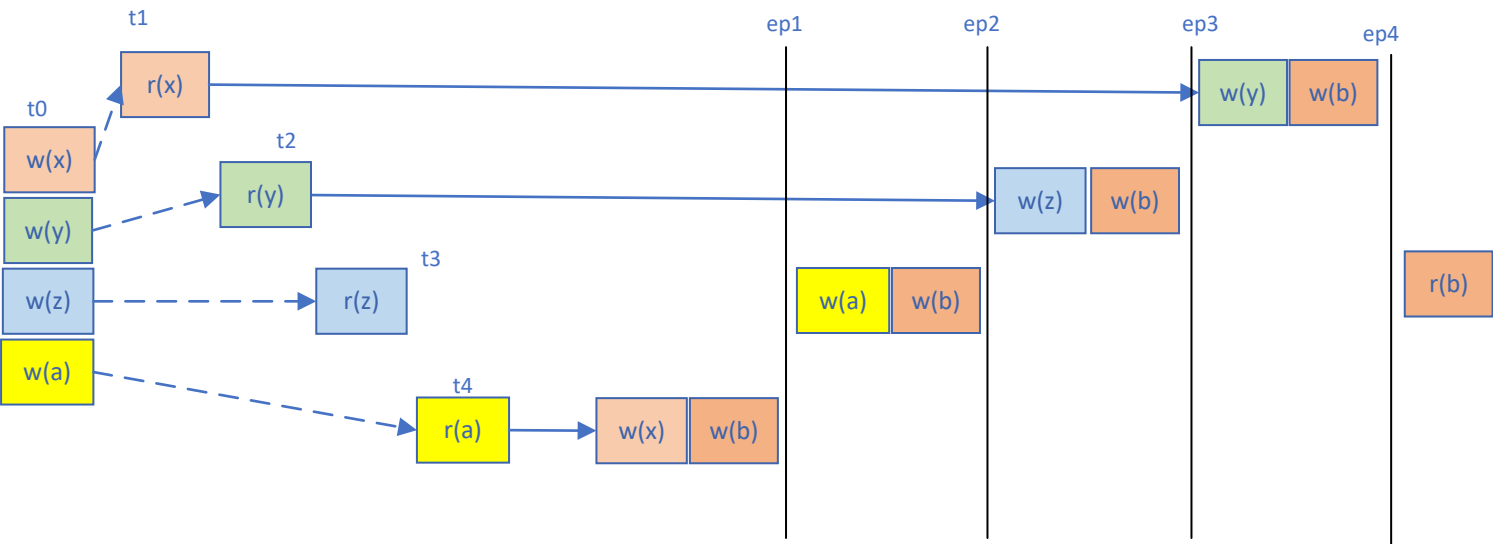 t1
ep1
ep2
ep3
ep4
r(x)
w(y)
w(b)
t0
w(x)
t2
r(y)
w(z)
w(b)
w(y)
t3
w(z)
r(z)
w(a)
w(b)
r(b)
w(a)
t4
r(a)
w(x)
w(b)